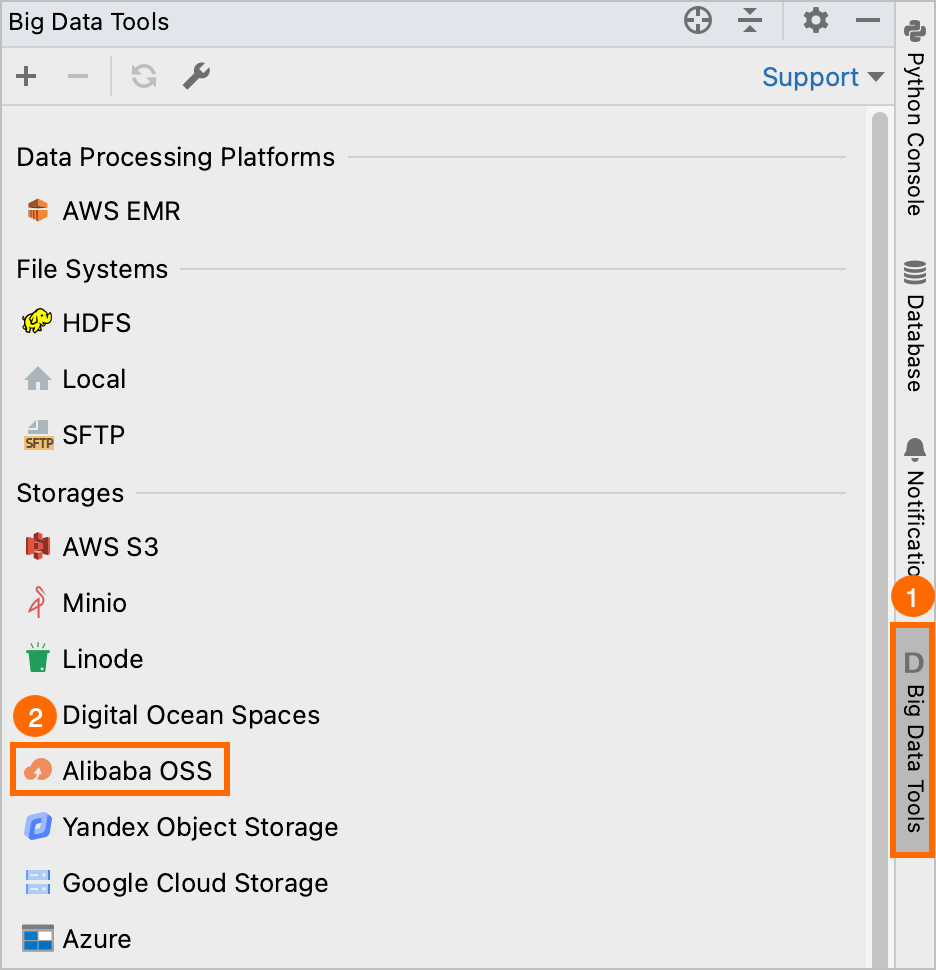 Big Data Tools
Support
Data Processing Platforms
AWS EMR
File Systems
HDFS
Local
SFTP
SFTP
Storages
AWS S3
Minio
Linode
2
Digital Ocean Spaces
Alibaba OSS
Yandex Object Storage
Google Cloud Storage
Azure
Python Console
Database
Notificatio
1
D
Big Data Tools